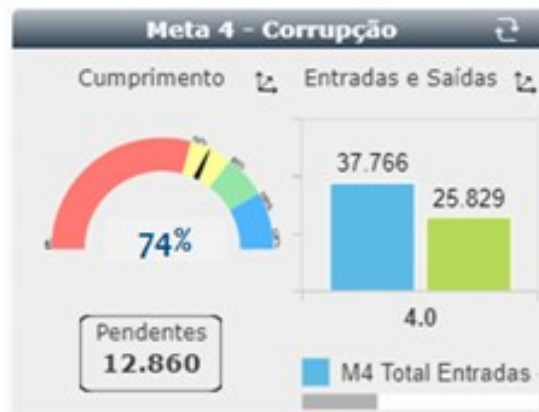 Meta 4 - Corrupção
Cumprimento
Entradas e Saídas
37.766
25.829
74%
4.0
Pendentes
12.860
M4 Total Entradas